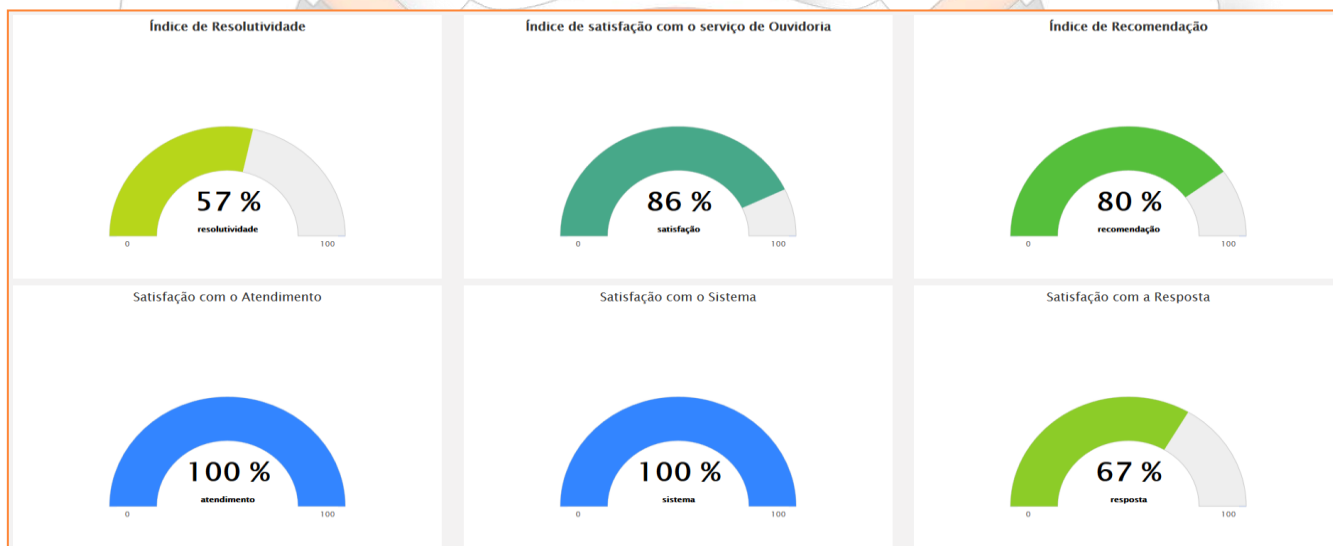 Índice de Resolutividade
57 %
resolutividade
0 100
Índice de satisfação com o serviço de Ouvidoria
86 %
satisfação
0 100
Índice de Recomendação
80 %
recomendação
0 100
Satisfação com o Atendimento
100 %
atendimento
0 100
Satisfação com o Sistema
100 %
sistema
0 100
Satisfação com a Resposta
67 %
resposta
0 100